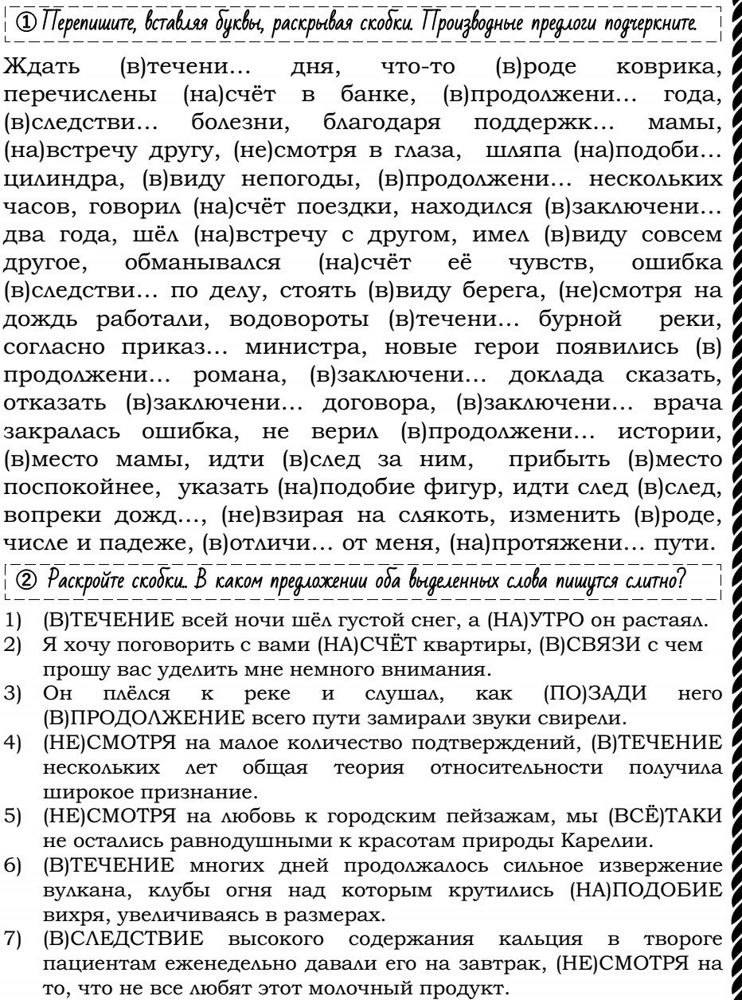 ① Перепишите, вставляя буквы, раскрывая скобки. Производные предлоги подчеркните.
Ждать (в)течени… дня, что-то (в)роде коврика,
перечислены (на)счёт в банке, (в)продолжени… года,
(в)следстви… болезни, благодаря поддержк… мамы,
(на)встречу другу, (не)смотря в глаза, шляпа (на)подоби…
цилиндра, (в)виду непогоды, (в)продолжени… нескольких
часов, говорил (на)счёт поездки, находился (в)заключени…
два года, шёл (на)встречу с другом, имел (в)виду совсем
другое, обманывался (на)счёт её чувств, ошибка
(в)следстви… по делу, стоять (в)виду берега, (не)смотря на
дождь работали, водовороты (в)течени… бурной реки,
согласно приказ… министра, новые герои появились (в)
продолжени… романа, (в)заключени… доклада сказать,
отказать (в)заключени… договора, (в)заключени… врача
закралась ошибка, не верил (в)продолжени… истории,
(в)место мамы, идти (в)след за ним, прибыть (в)место
поспокойнее, указать (на)подобие фигур, идти след (в)след,
вопреки дожд…, (не)взирая на слякоть, изменить (в)роде,
числе и падеже, (в)отличи… от меня, (на)протяжени… пути.
② Раскройте скобки.. В каком предложении оба выделенных слова пишутся слитно?
1) (В)ТЕЧЕНИЕ всей ночи шёл густой снег, а (НА)УТРО он растаял.
2) Я хочу поговорить с вами (НА)СЧЁТ квартиры, (В)СВЯЗИ с чем
прошу вас уделить мне немного внимания.
3) Он плёлся к реке и слушал, как (ПО)ЗАДИ него
(В)ПРОДОЛЖЕНИЕ всего пути замирали звуки свирели.
4) (НЕ)СМОТРЯ на малое количество подтверждений, (В)ТЕЧЕНИЕ
нескольких лет общая теория относительности получила
широкое признание.
5) (НЕ)СМОТРЯ на любовь к городским пейзажам, мы (ВСЁ)ТАКИ
не остались равнодушными к красотам природы Карелии.
6) (В)ТЕЧЕНИЕ многих дней продолжалось сильное извержение
вулкана, клубы огня над которым крутились (НА)ПОДОБИЕ
вихря, увеличиваясь в размерах.
7) (В)СЛЕДСТВИЕ высокого содержания кальция в твороге
пациентам еженедельно давали его на завтрак, (НЕ)СМОТРЯ на
то, что не все любят этот молочный продукт.